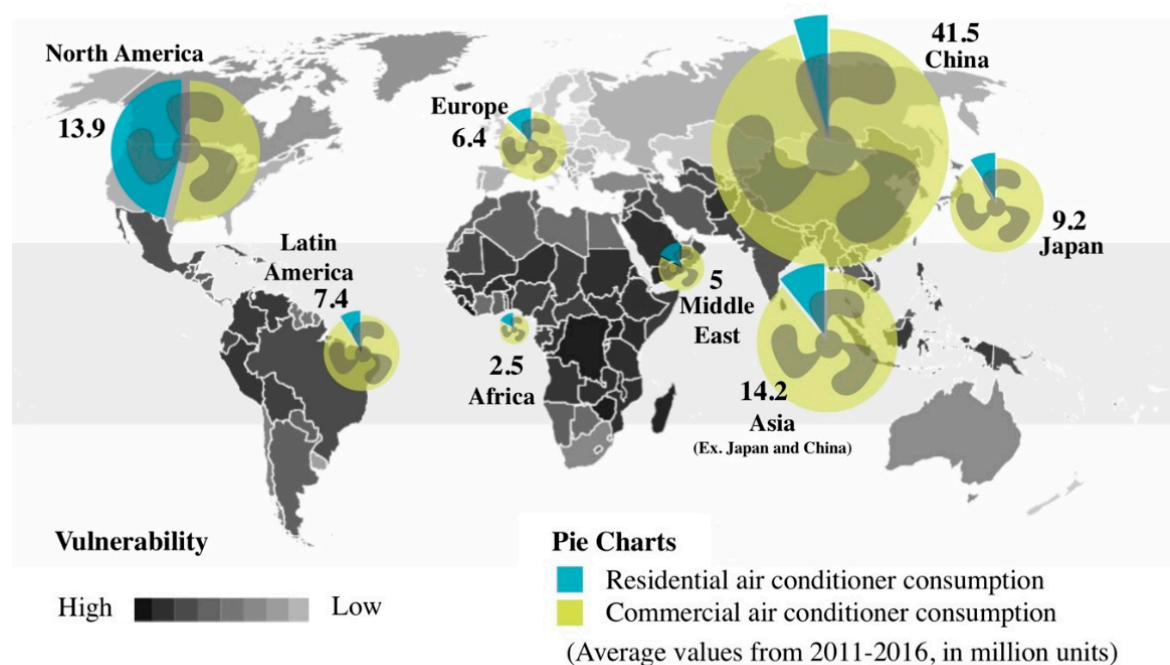 North America
13.9
Europe
6.4
41.5
China
9.2
Japan
Latin
America
7.4
5
Middle
East
2.5
Africa
14.2
Asia
(Ex. Japan and China)
Vulnerability
High
Low
Pie Charts
Residential air conditioner consumption
Commercial air conditioner consumption
(Average values from 2011-2016, in million units)